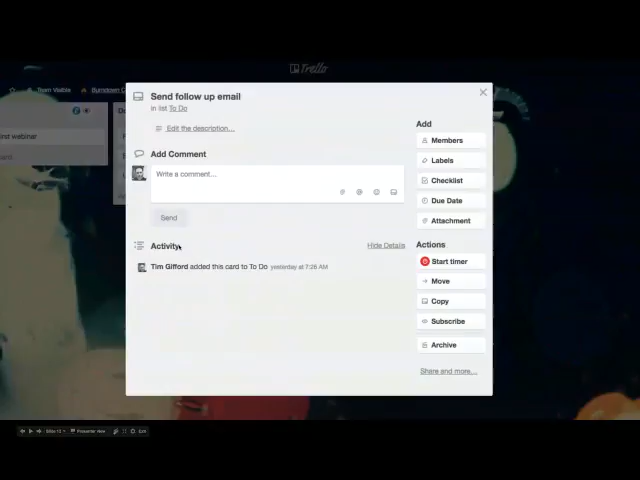 Trello
Team Visible
Send follow up email
in list To Do
Edit the description...
Add Comment
Write a comment...
Send
Activity
Hide Details
Tim Gifford added this card to To Do yesterday at 7:26 AM
Add
Members
Labels
Checklist
Due Date
Attachment
Actions
Start timer
Move
Copy
Subscribe
Archive
Share and more...
webinar
Edit